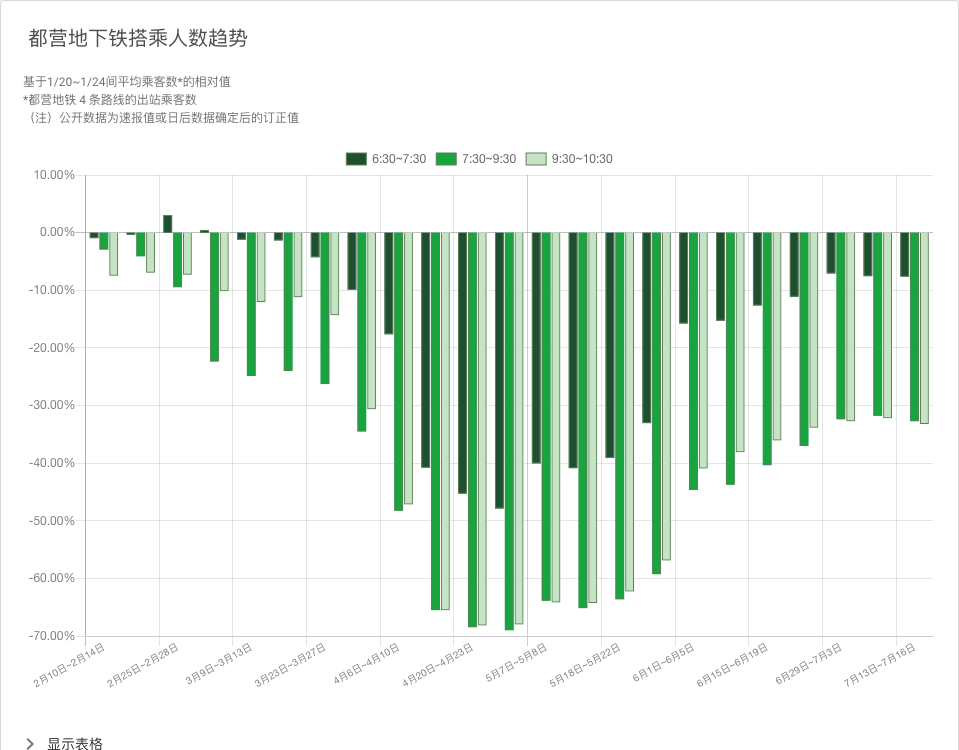 都营地下铁搭乘人数趋势
基于1/20~1/24间平均乘客数*的相对值
*都营地铁 4 条路线的出站乘客数
（注）公开数据为速报值或日后数据确定后的订正值
6:30~7:30 7:30~9:30 9:30~10:30
10.00%
0.00%
-10.00%
-20.00%
-30.00%
-40.00%
-50.00%
-60.00%
-70.00%
2月10日~2月14日 2月25日~2月28日 3月9日~3月13日 3月23日~3月27日 4月6日~4月10日 4月20日~4月23日 5月7日~5月8日 5月18日~5月22日 6月1日~6月5日 6月15日~6月19日 6月29日~7月3日 7月13日~7月16日
显示表格